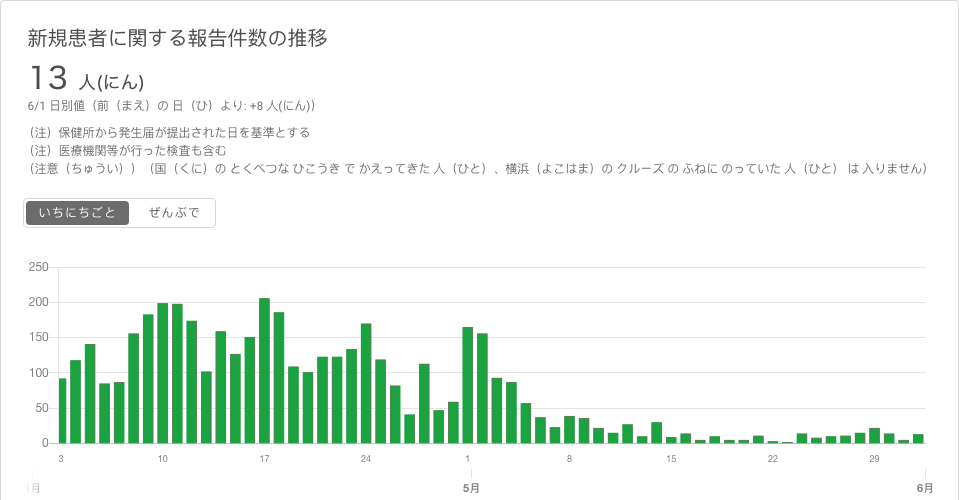 新規患者に関する報告件数の推移
13 人(にん)
6/1 日別値（前（まえ）の 日（ひ）より: +8 人(にん)）
（注）保健所から発生届が提出された日を基準とする
（注）医療機関等が行った検査も含む
（注意（ちゅうい））（国（くに）の とくべつな ひこうき で かえってきた 人（ひと）、横浜（よこはま）の クルーズ の ふねに のっていた 人（ひと） は 入りません）
いちにちごと ぜんぶで
250
200
150
100
50
0
3 10 17 24 1 8 15 22 29
4月 5月 6月